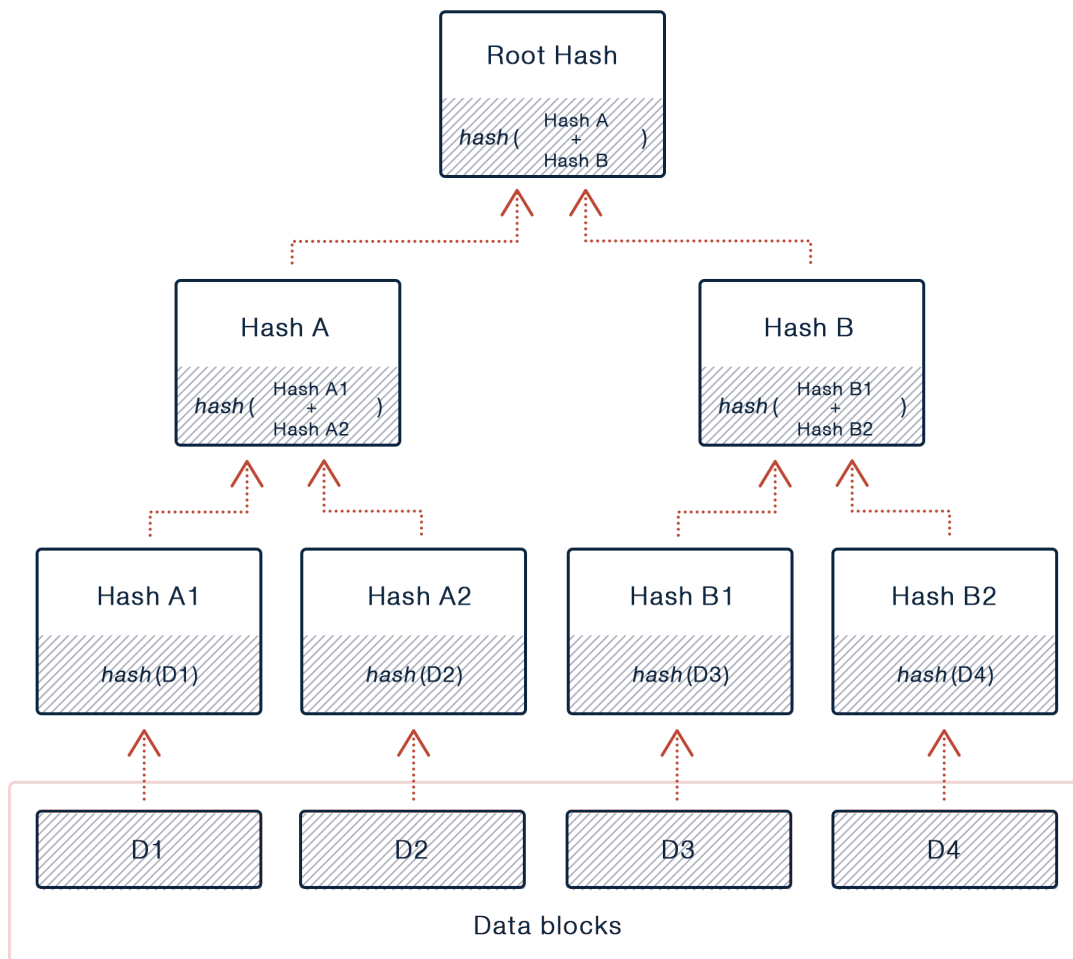 Root Hash
Hash A
hash( + )
Hash B
Hash A
Hash B
Hash A1
hash( + )
Hash A2
Hash B1
hash( + )
Hash B2
Hash A1
Hash A2
Hash B1
Hash B2
hash(D1)
hash(D2)
hash(D3)
hash(D4)
D1
D2
D3
D4
Data blocks